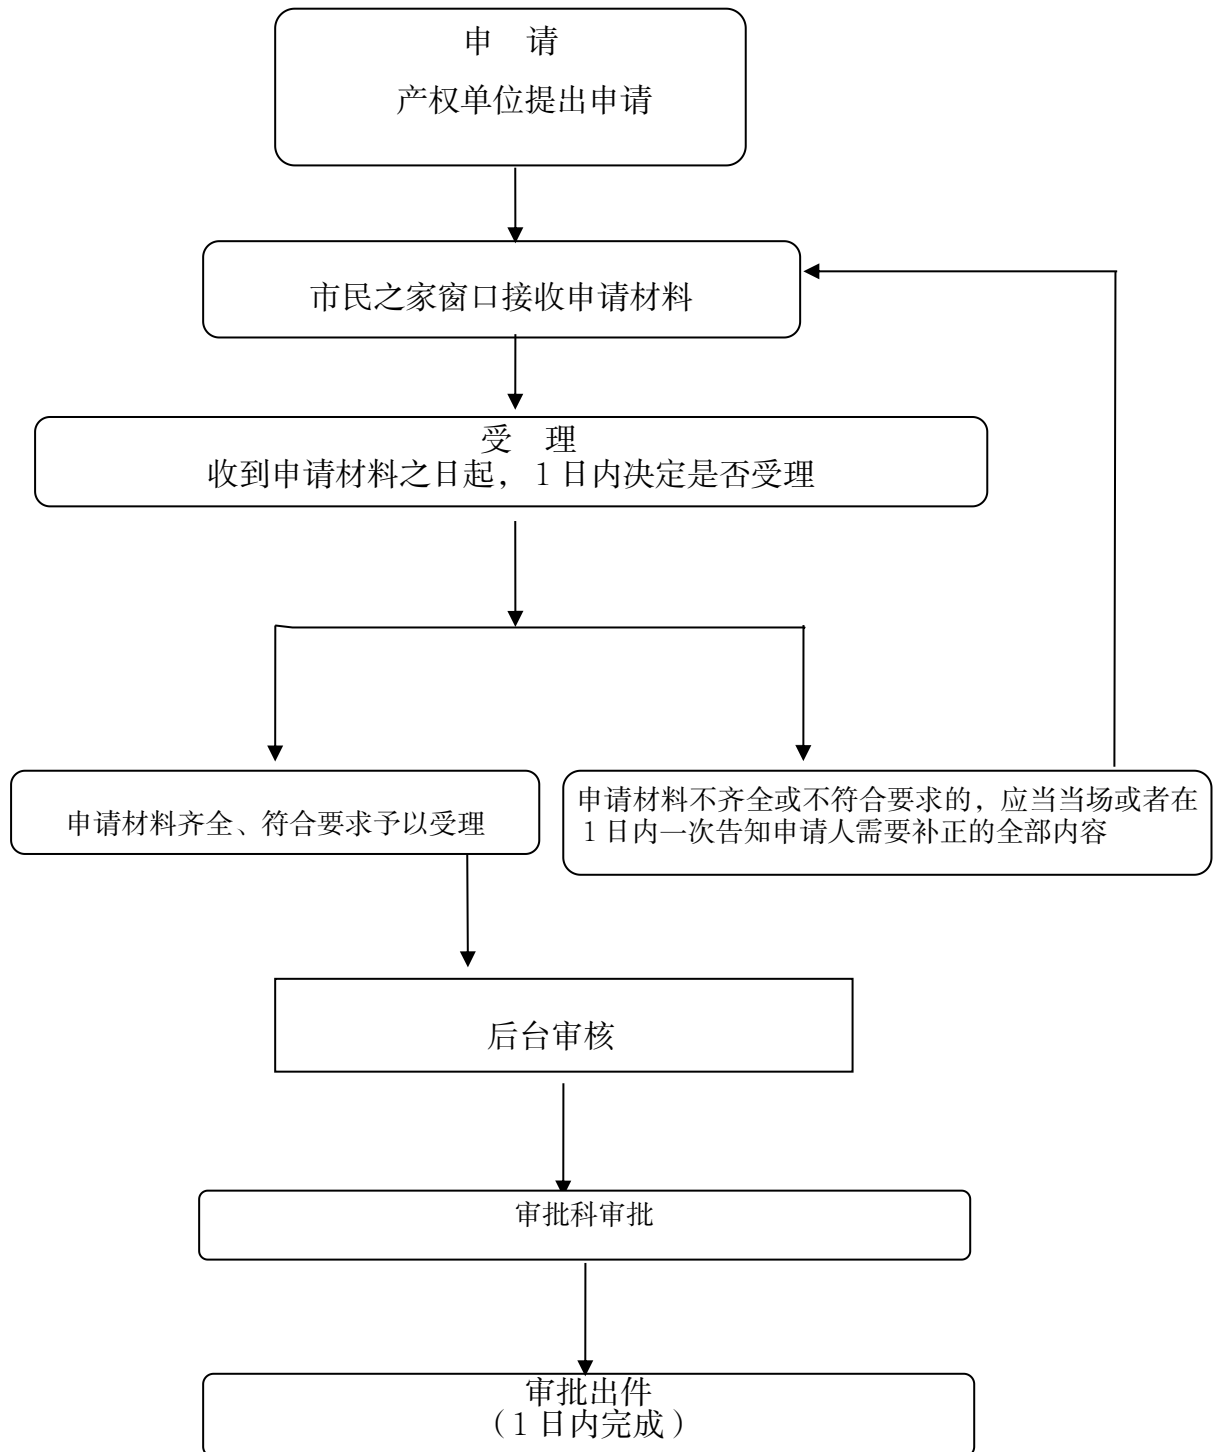 申 请
产权单位提出申请
市民之家窗口接收申请材料
受 理
收到申请材料之日起，1日内决定是否受理
申请材料齐全、符合要求予以受理
申请材料不齐全或不符合要求的，应当当场或者在
1日内一次告知申请人需要补正的全部内容
后台审核
审批科审批
审批出件
（1日内完成）